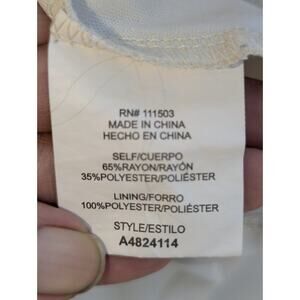 RN# 111503
MADE IN CHINA
HECHO EN CHINA
SELF/CUERPO
65%RAYON/RAYÓN
35%POLYESTER/POLIÉSTER
LINING/FORRO
100%POLYESTER/POLIÉSTER
STYLE/ESTILO
A4824114